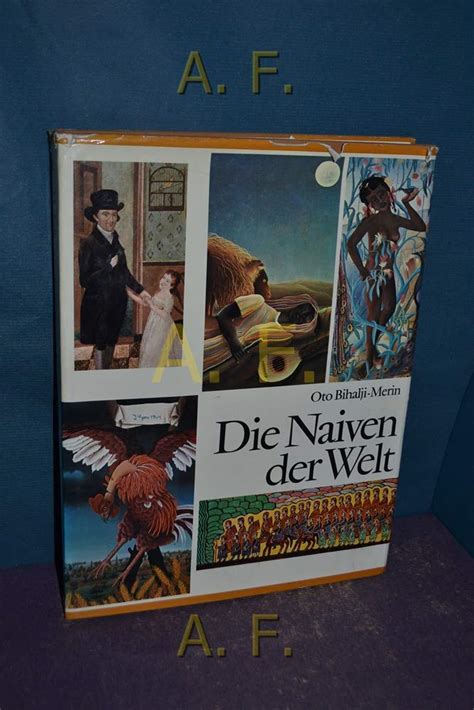 A. F.
Oto Bihalji-Merin
A. F.
Die Naiven
der Welt
A. F.